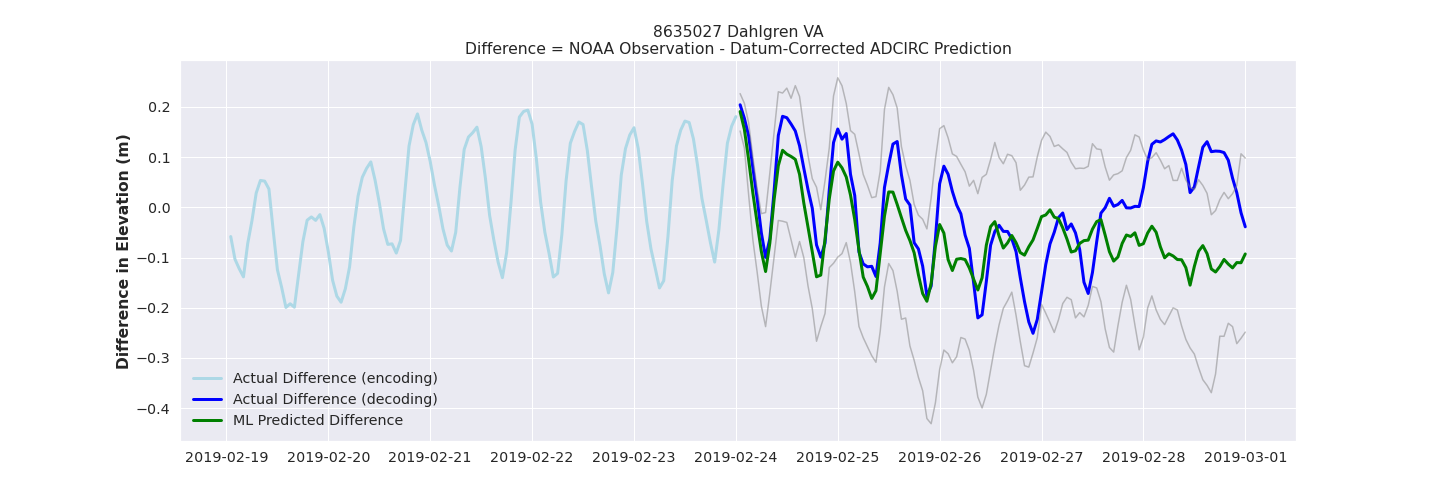 8635027 Dahlgren VA
Difference = NOAA Observation - Datum-Corrected ADCIRC Prediction
Difference in Elevation (m)
0.2
0.1
0.0
−0.1
−0.2
−0.3
−0.4
Actual Difference (encoding)
Actual Difference (decoding)
ML Predicted Difference
2019-02-19 2019-02-20 2019-02-21 2019-02-22 2019-02-23 2019-02-24 2019-02-25 2019-02-26 2019-02-27 2019-02-28 2019-03-01